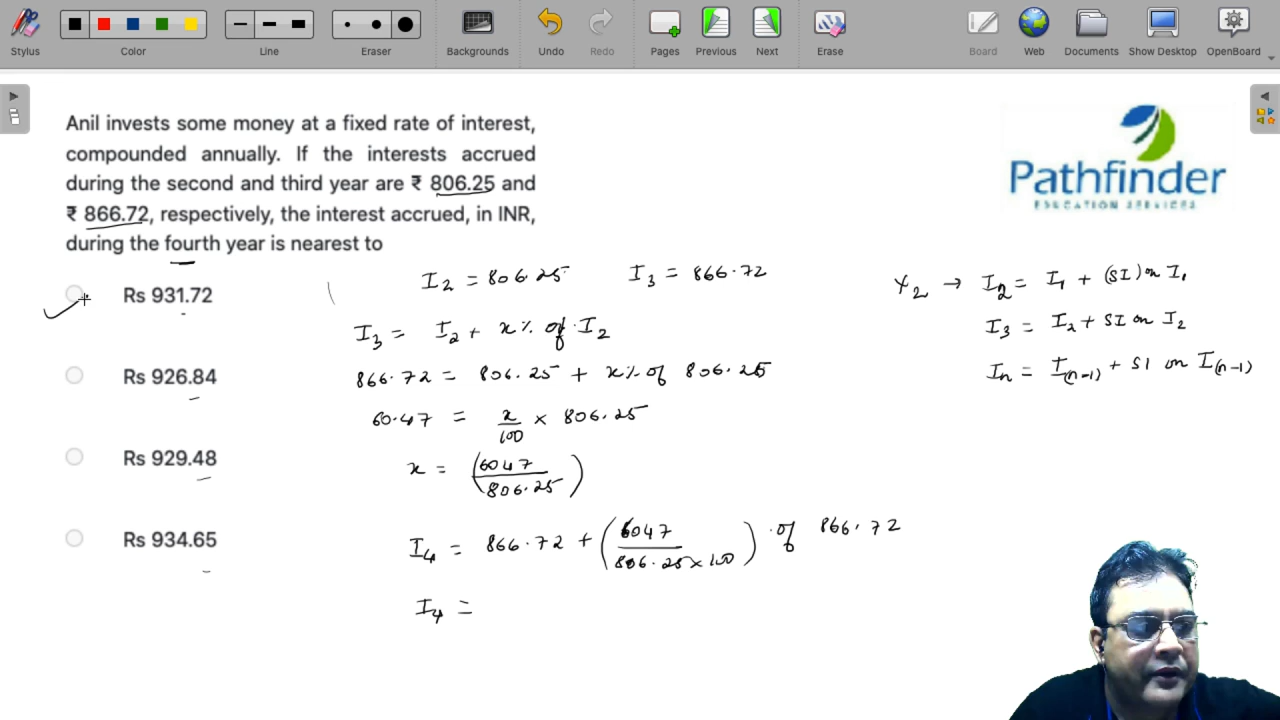 Stylus
Color
Line
Eraser
Backgrounds
Undo
Redo
Pages
Previous
Next
Erase
Board
Web
Documents
Show Desktop
OpenBoard
Anil invests some money at a fixed rate of interest,
compounded annually. If the interests accrued
during the second and third year are ₹ 806.25 and
₹ 866.72, respectively, the interest accrued, in INR,
during the fourth year is nearest to
Rs 931.72
Rs 926.84
Rs 929.48
Rs 934.65
Pathfinder
EDUCATION SERVICES
I2 = 806.25 I3 = 866.72
I3 = I2 + x% of I2
866.72 = 806.25 + x% of 806.25
60.47 = x/100 × 806.25
x = (6047/806.25)
I4 = 866.72 + (6047/806.25×100) of 866.72
I4 =
Y2 → I2 = I1 + (SI) on I1
I3 = I2 + SI on I2
In = I(n-1) + SI on I(n-1)